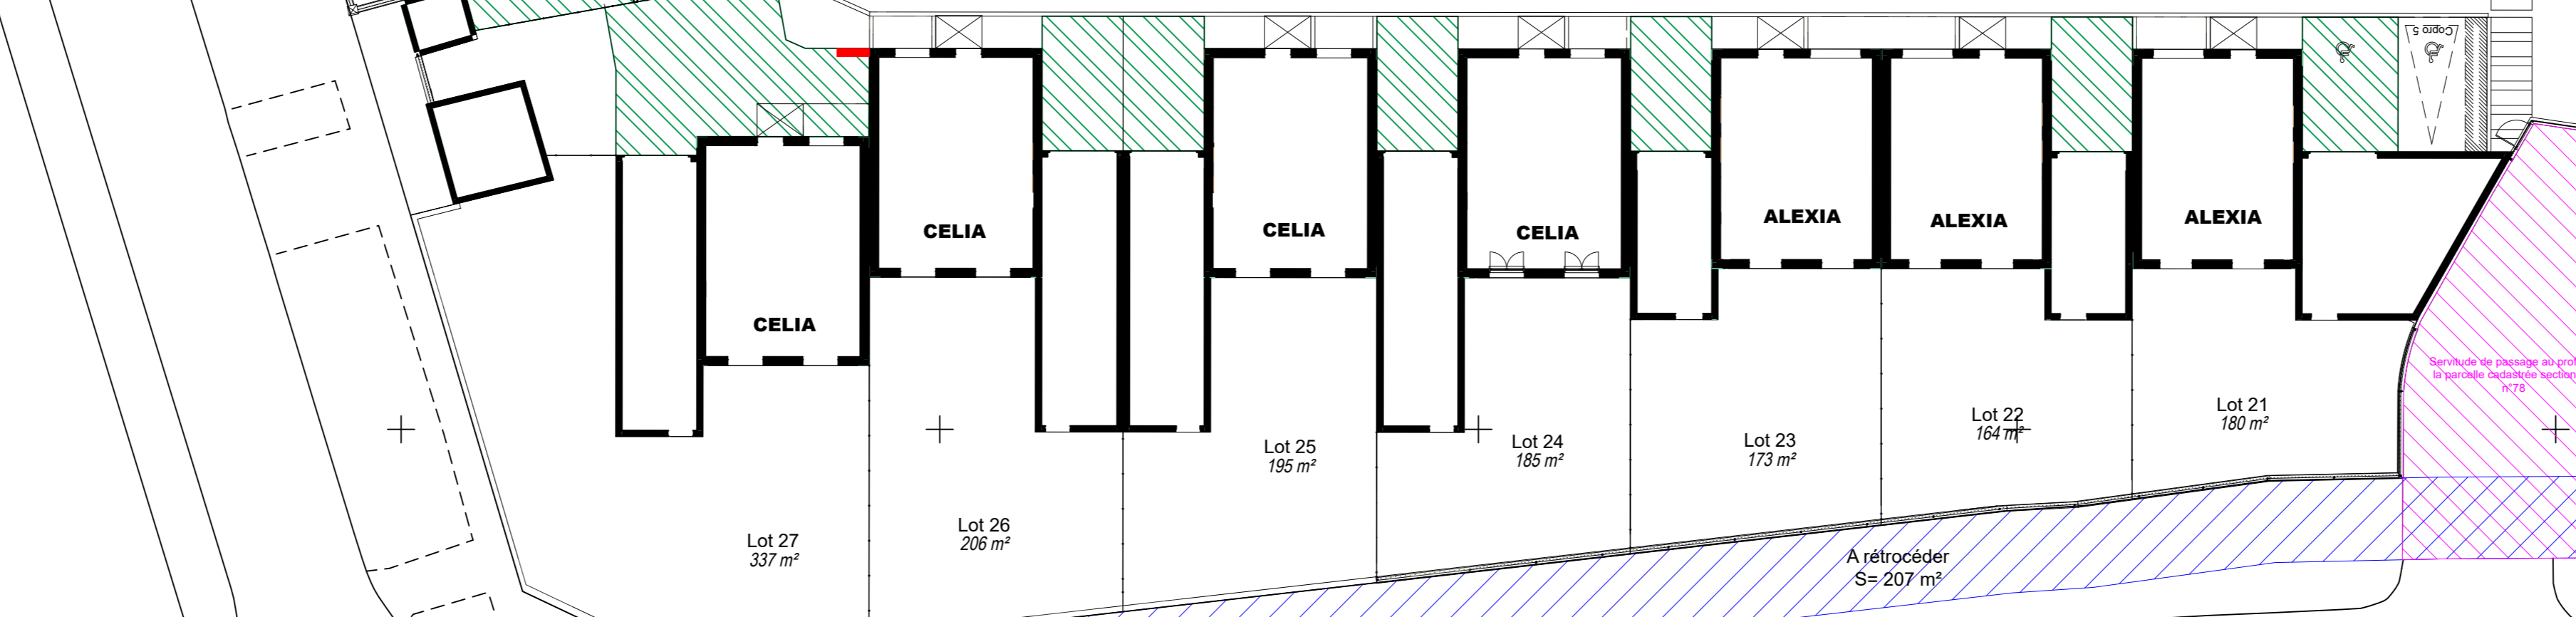 Copro 5
CELIA
CELIA
CELIA
CELIA
ALEXIA
ALEXIA
ALEXIA
Servitude de passage au prof
la parcelle cadastrée section
n°78
Lot 27
337 m²
Lot 26
206 m²
Lot 25
195 m²
Lot 24
185 m²
Lot 23
173 m²
Lot 22
164 m²
Lot 21
180 m²
A rétrocéder
S= 207 m²